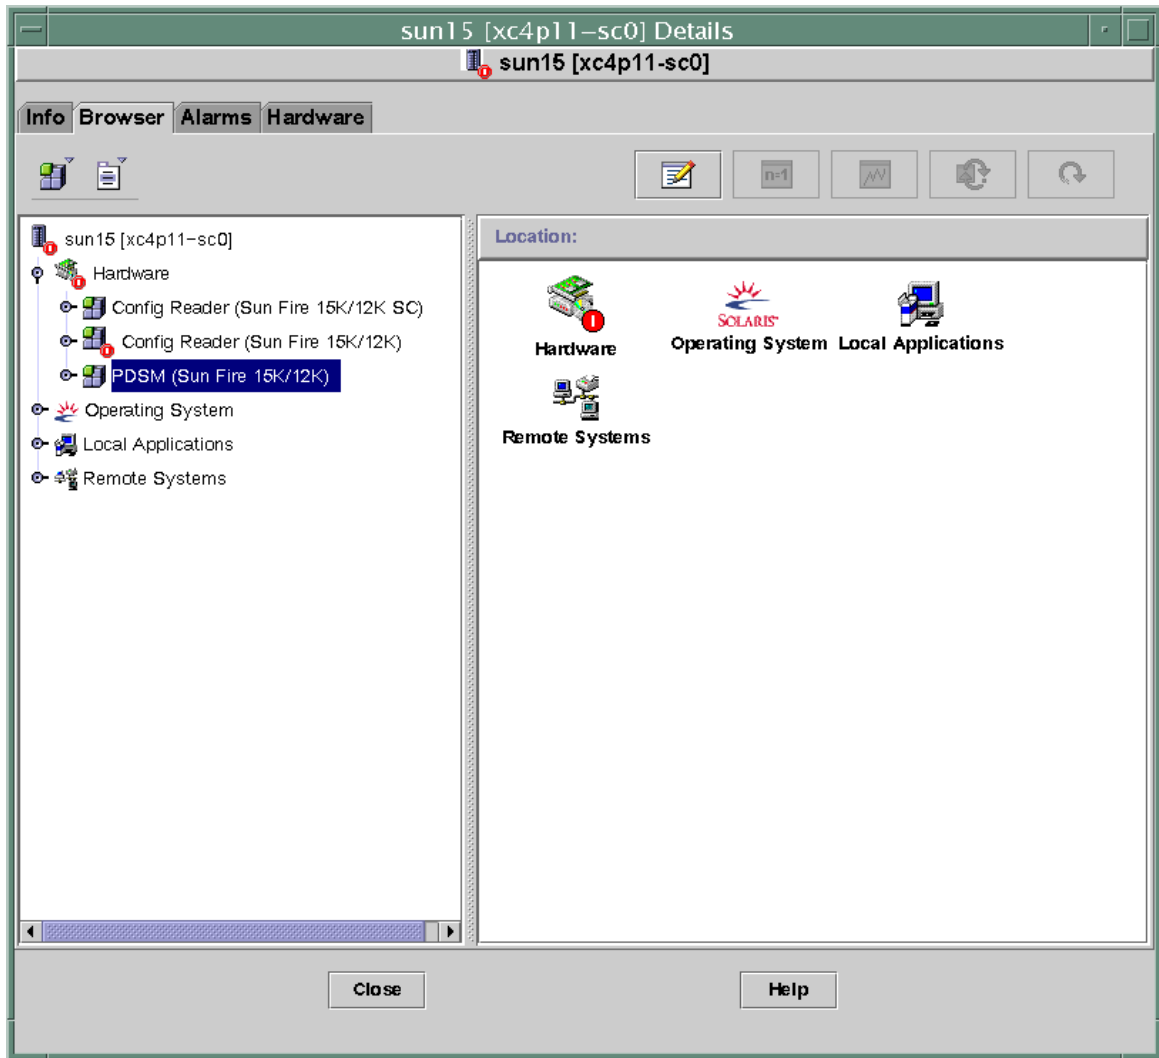 sun15 [xc4p11-sc0] Details
sun15 [xc4p11-sc0]
Info Browser Alarms Hardware
n=1
sun15 [xc4p11-sc0]
Hardware
Config Reader (Sun Fire 15K/12K SC)
Config Reader (Sun Fire 15K/12K)
PDSM (Sun Fire 15K/12K)
Operating System
Local Applications
Remote Systems
Location:
SOLARIS
Hardware Operating System Local Applications
Remote Systems
Close Help